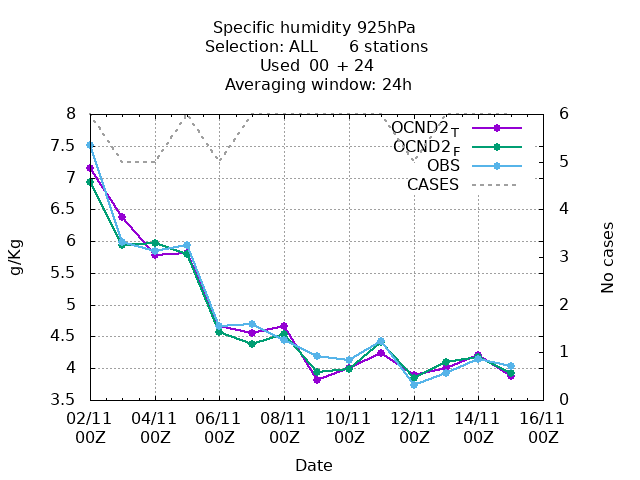 Specific humidity 925hPa
Selection: ALL 6 stations
Used 00 + 24
Averaging window: 24h
8
7.5
7
6.5
6
5.5
5
4.5
4
3.5
g/Kg
OCND2_T
OCND2_F
OBS
CASES
6
5
4
3
2
1
0
No cases
02/11 04/11 06/11 08/11 10/11 12/11 14/11 16/11
00Z 00Z 00Z 00Z 00Z 00Z 00Z 00Z
Date